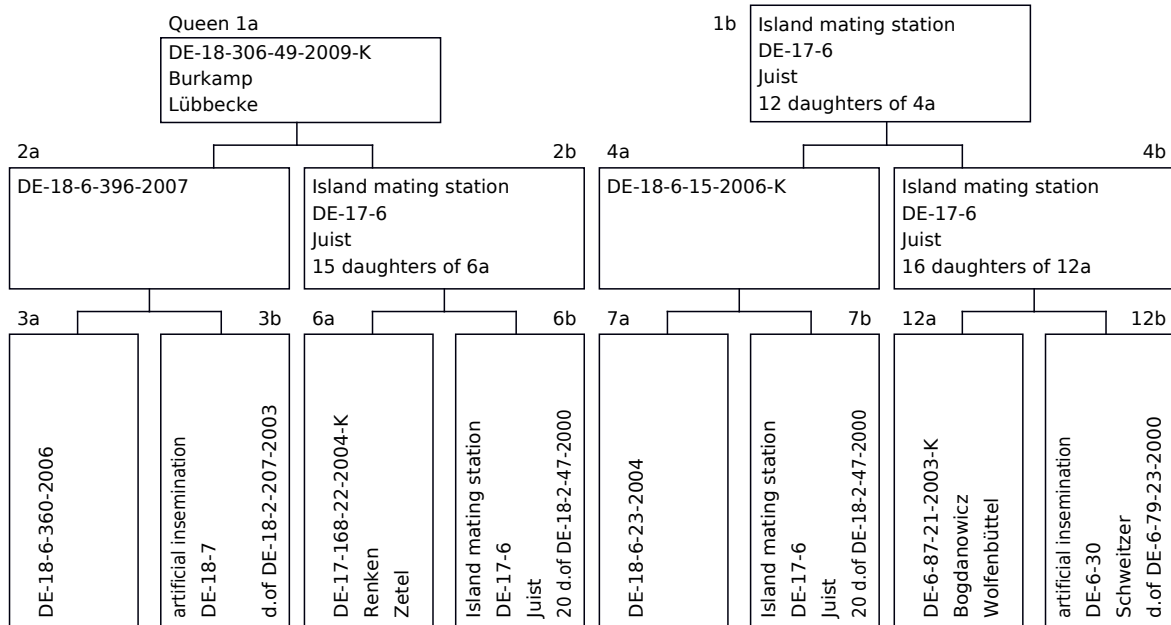 Queen 1a
DE-18-306-49-2009-K
Burkamp
Lübbecke
1b
Island mating station
DE-17-6
Juist
12 daughters of 4a
2a
DE-18-6-396-2007
2b
Island mating station
DE-17-6
Juist
15 daughters of 6a
4a
DE-18-6-15-2006-K
4b
Island mating station
DE-17-6
Juist
16 daughters of 12a
3a
DE-18-6-360-2006
3b
artificial insemination
DE-18-7
d.of DE-18-2-207-2003
6a
DE-17-168-22-2004-K
Renken
Zetel
6b
Island mating station
DE-17-6
Juist
20 d.of DE-18-2-47-2000
7a
DE-18-6-23-2004
7b
Island mating station
DE-17-6
Juist
20 d.of DE-18-2-47-2000
12a
DE-6-87-21-2003-K
Bogdanowicz
Wolfenbüttel
12b
artificial insemination
DE-6-30
Schweitzer
d.of DE-6-79-23-2000